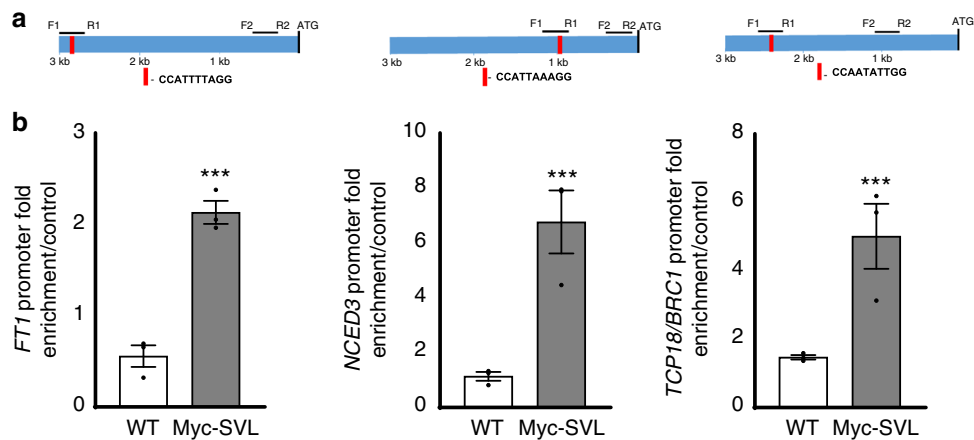 a
F1 R1 F2 R2 ATG
3 kb 2 kb 1 kb
- CCATTTTAGG
F1 R1 F2 R2 ATG
3 kb 2 kb 1 kb
- CCATTAAAGG
F1 R1 F2 R2 ATG
3 kb 2 kb 1 kb
- CCAATATTGG
b
FT1 promoter fold
enrichment/control
3
2
1
0
***
WT Myc-SVL
NCED3 promoter fold
enrichment/control
10
8
6
4
2
0
***
WT Myc-SVL
TCP18/BRC1 promoter fold
enrichment/control
8
6
4
2
0
***
WT Myc-SVL